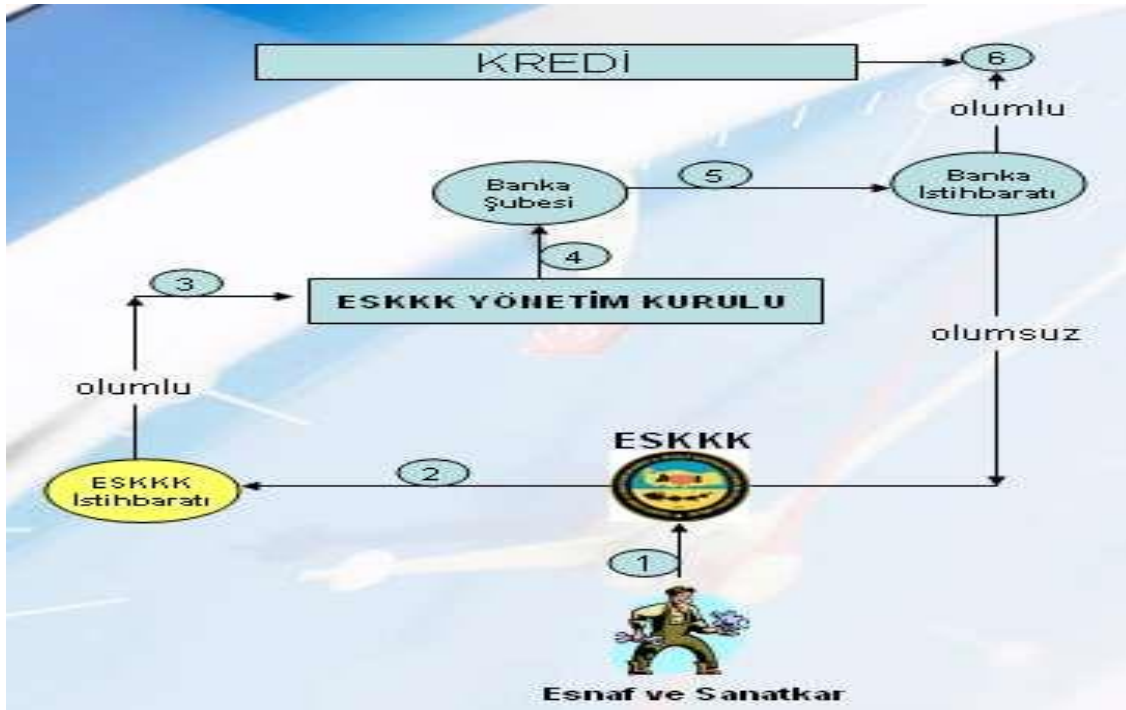 KREDİ
6
olumlu
Banka
Şubesi
5
Banka
İstihbaratı
4
3
ESKKK YÖNETİM KURULU
olumsuz
olumlu
ESKKK
2
ESKKK
İstihbaratı
1
Esnaf ve Sanatkar